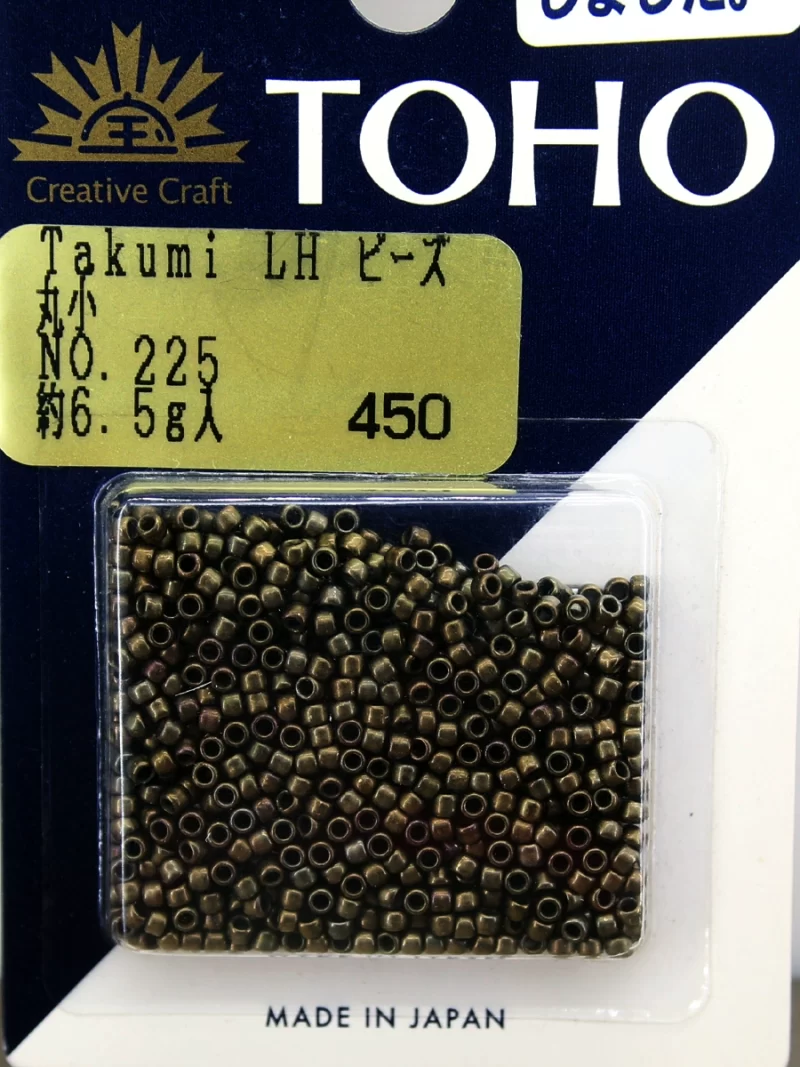 玉
Creative Craft
TOHO
Takumi LH ビーズ
丸小
NO. 225
約6.5g入 450
MADE IN JAPAN